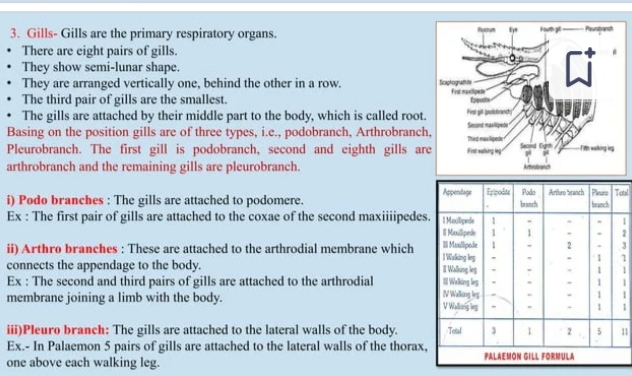 3. Gills- Gills are the primary respiratory organs.
• There are eight pairs of gills.
• They show semi-lunar shape.
• They are arranged vertically one, behind the other in a row.
• The third pair of gills are the smallest.
• The gills are attached by their middle part to the body, which is called root.
Basing on the position gills are of three types, i.e., podobranch, Arthrobranch,
Pleurobranch. The first gill is podobranch, second and eighth gills are
arthrobranch and the remaining gills are pleurobranch.
i) Podo branches : The gills are attached to podomere.
Ex : The first pair of gills are attached to the coxae of the second maxiiiipedes.
ii) Arthro branches : These are attached to the arthrodial membrane which
connects the appendage to the body.
Ex : The second and third pairs of gills are attached to the arthrodial
membrane joining a limb with the body.
iii)Pleuro branch: The gills are attached to the lateral walls of the body.
Ex.- In Palaemon 5 pairs of gills are attached to the lateral walls of the thorax,
one above each walking leg.
Rostrum Eye Fourth gill Pleurobranch
Scaphognathite
First maxillipede
Epipodite
First gill (podobranch)
Second maxillipede
Third maxillipede
First walking leg
Second gill Eighth gill
Fifth walking leg
Arthrobranch
Appendage Epipodite Podo branch Arthro branch Pleuro branch Total
I Maxillipede 1 - - - 1
II Maxillipede 1 1 - - 2
III Maxillipede 1 - 2 - 3
I Walking leg - - - 1 1
II Walking leg - - - 1 1
III Walking leg - - - 1 1
IV Walking leg - - - 1 1
V Walking leg - - - 1 1
Total 3 1 2 5 11
PALAEMON GILL FORMULA